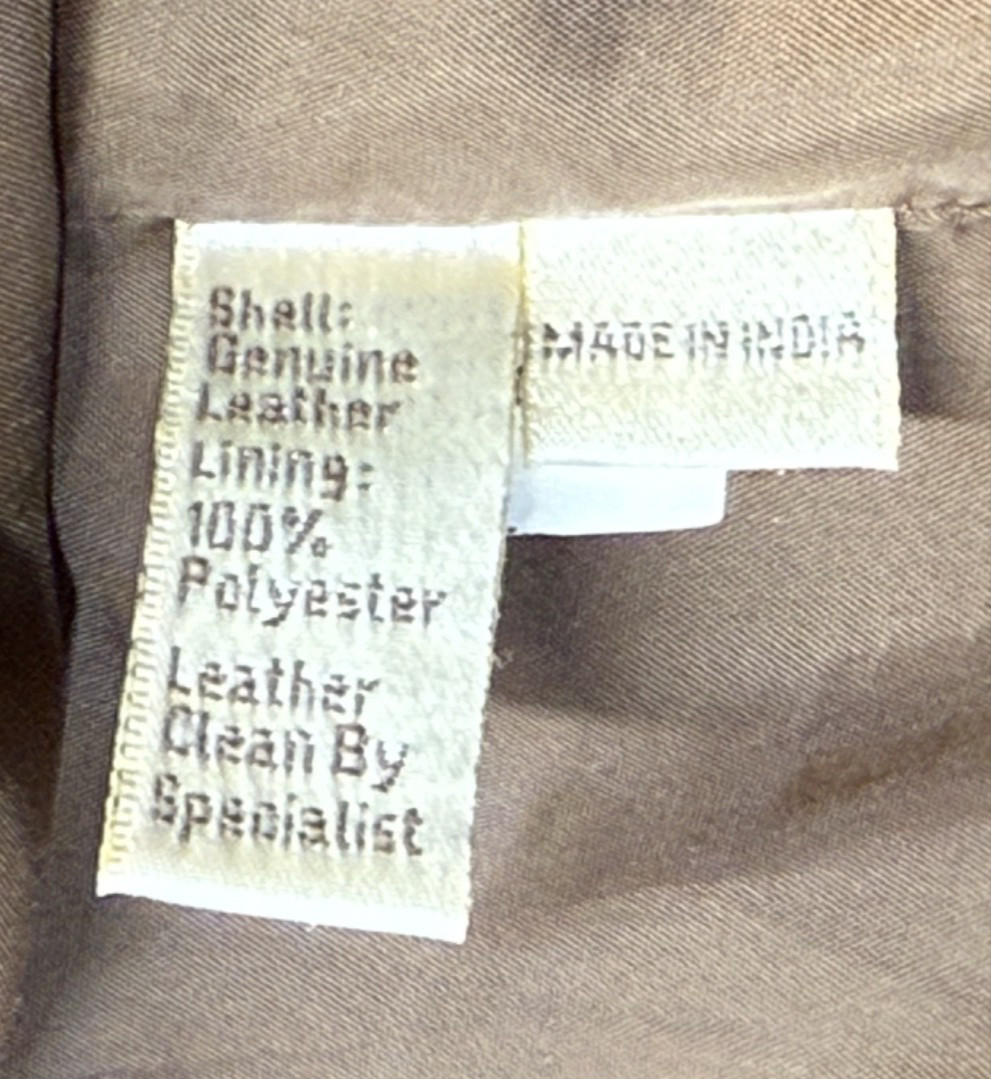 Shell:
Genuine
Leather
Lining:
100%
Polyester
Leather
Clean By
Specialist
MADE IN INDIA